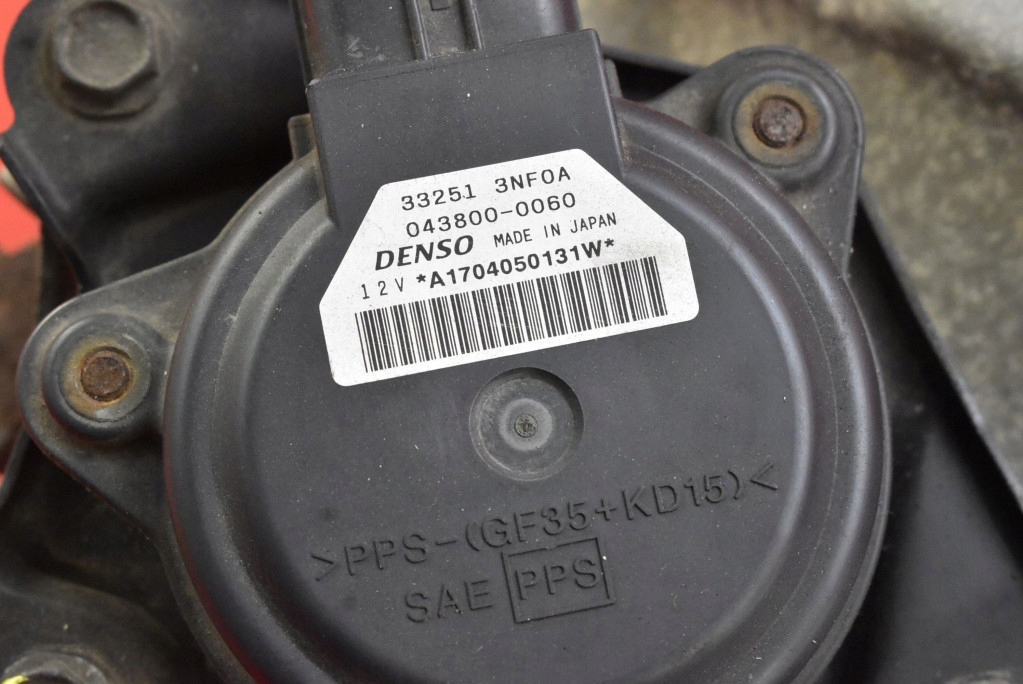 33251 3NF0A
043800-0060
DENSO MADE IN JAPAN
12V *A1704050131W*
>PPS-(GF35+KD15)<
SAE PPS